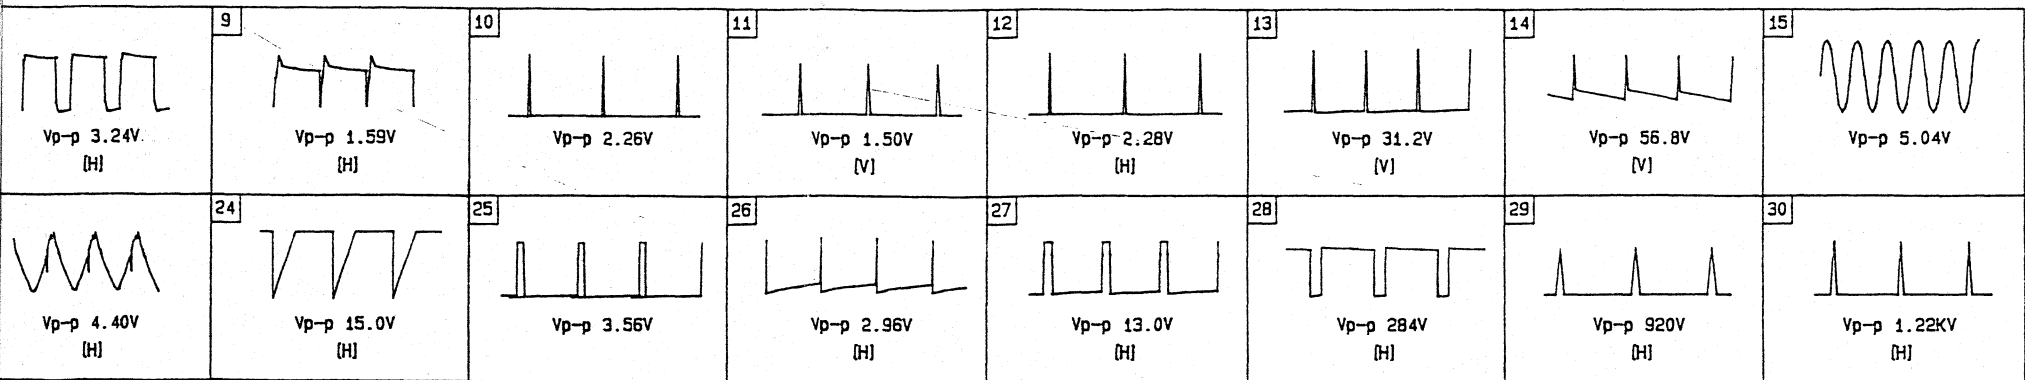 9
10
11
12
13
14
15
Vp-p 3.24V
[H]
Vp-p 1.59V
[H]
Vp-p 2.26V
Vp-p 1.50V
[V]
Vp-p 2.28V
[H]
Vp-p 31.2V
[V]
Vp-p 56.8V
[V]
Vp-p 5.04V
24
25
26
27
28
29
30
Vp-p 4.40V
[H]
Vp-p 15.0V
[H]
Vp-p 3.56V
Vp-p 2.96V
[H]
Vp-p 13.0V
[H]
Vp-p 284V
[H]
Vp-p 920V
[H]
Vp-p 1.22KV
[H]